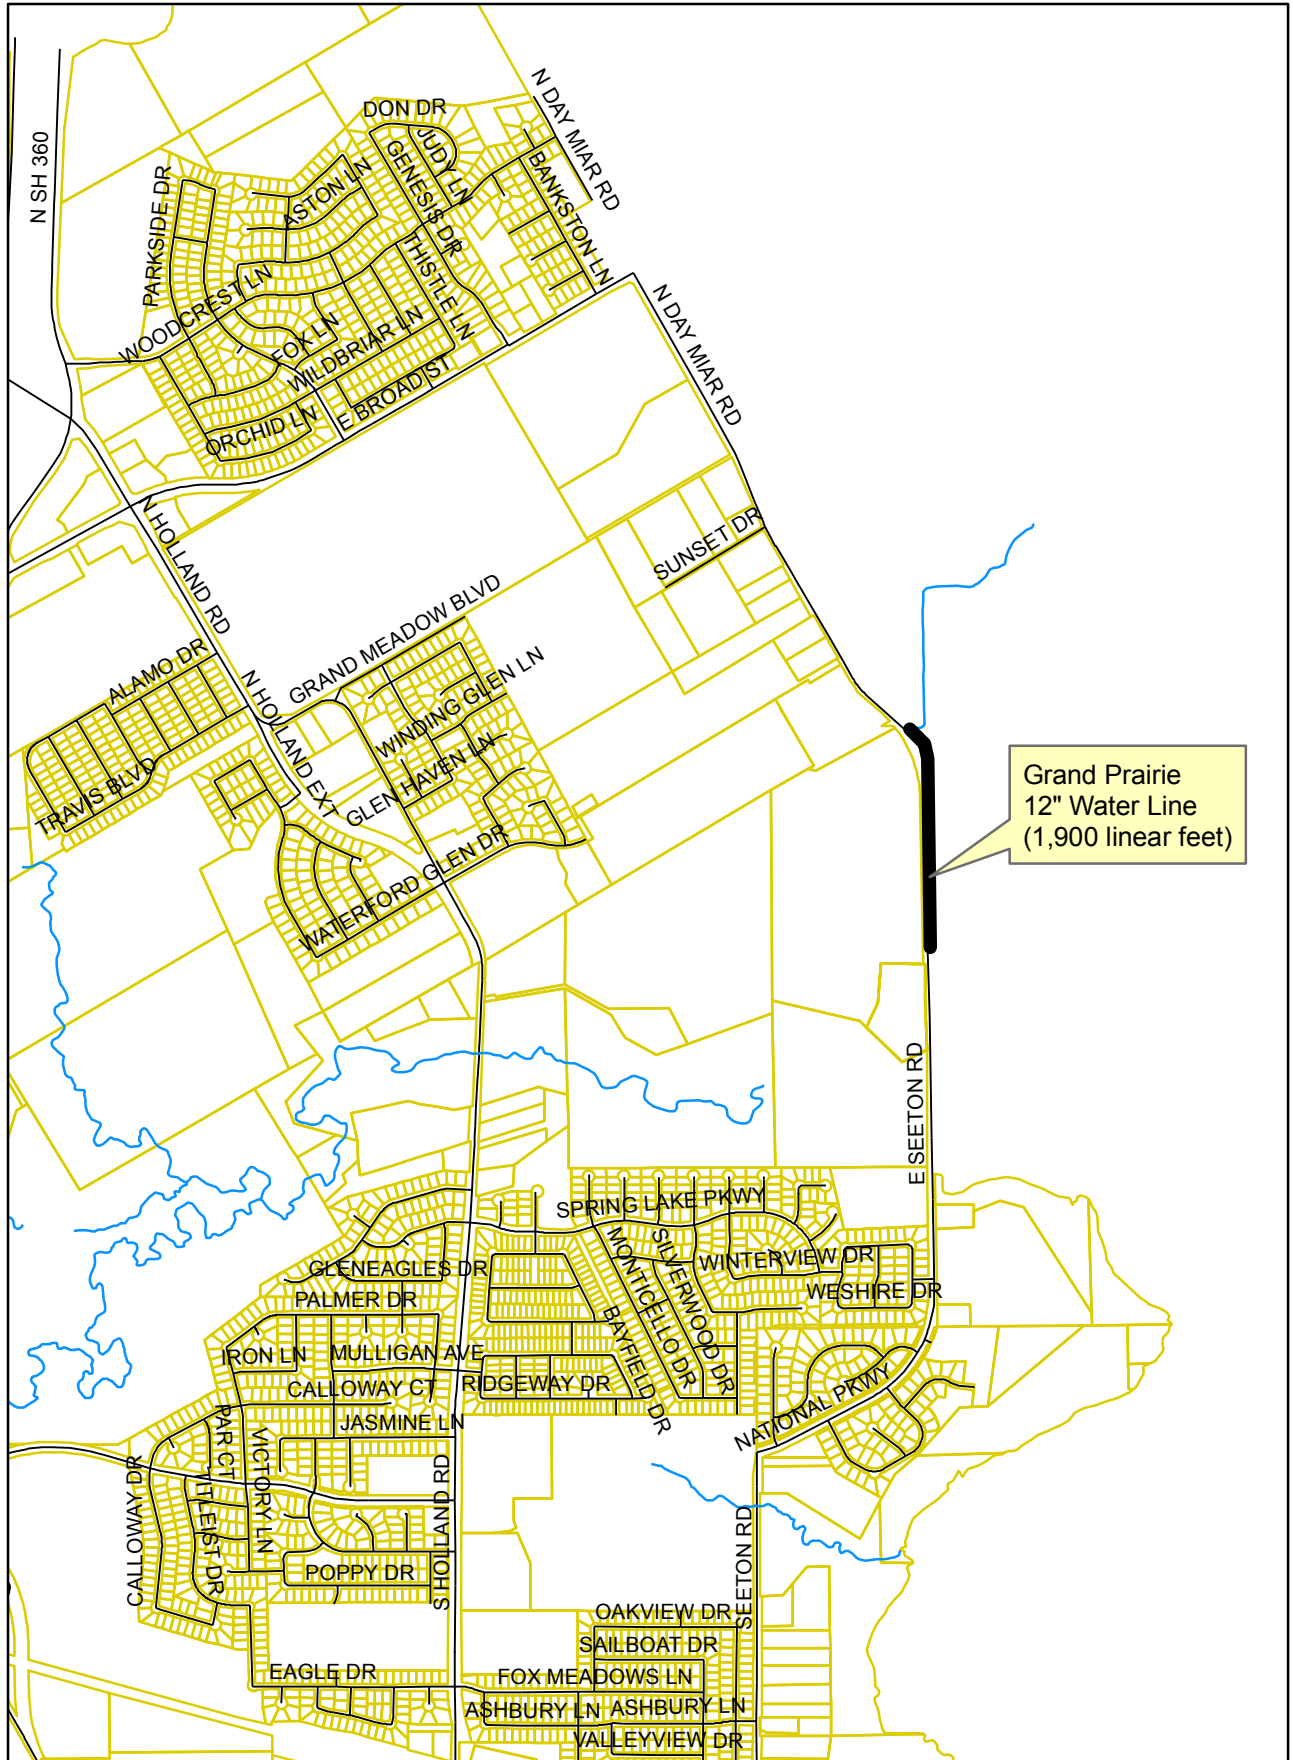 N SH 360
DON DR
N DAY MIAR RD
JUDY LN
GENESIS DR
BANKSTON LN
PARKSIDE DR
ASTON LN
THISTLE LN
WOODCREST LN
FOX LN
WILDBRIAR LN
E BROAD ST
ORCHID LN
N DAY MIAR RD
N HOLLAND RD
SUNSET DR
GRAND MEADOW BLVD
ALAMO DR
N HOLLAND EXT
WINDING GLEN LN
GLEN HAVEN LN
TRAVIS BLVD
WATERFORD GLEN DR
Grand Prairie
12" Water Line
(1,900 linear feet)
E SEETON RD
SPRING LAKE PKWY
MONTICELLO DR
SILVERWOOD DR
WINTERVIEW DR
WESHIRE DR
GLENEAGLES DR
PALMER DR
BAYFIELD DR
IRON LN
MULLIGAN AVE
CALLOWAY CT
RIDGEWAY DR
NATIONAL PKWY
JASMINE LN
PAR CT
VICTORY LN
CALLOWAY DR
TITLEIST DR
S HOLLAND RD
POPPY DR
SEETON RD
OAKVIEW DR
SAILBOAT DR
EAGLE DR
FOX MEADOWS LN
ASHBURY LN
ASHBURY LN
VALLEYVIEW DR